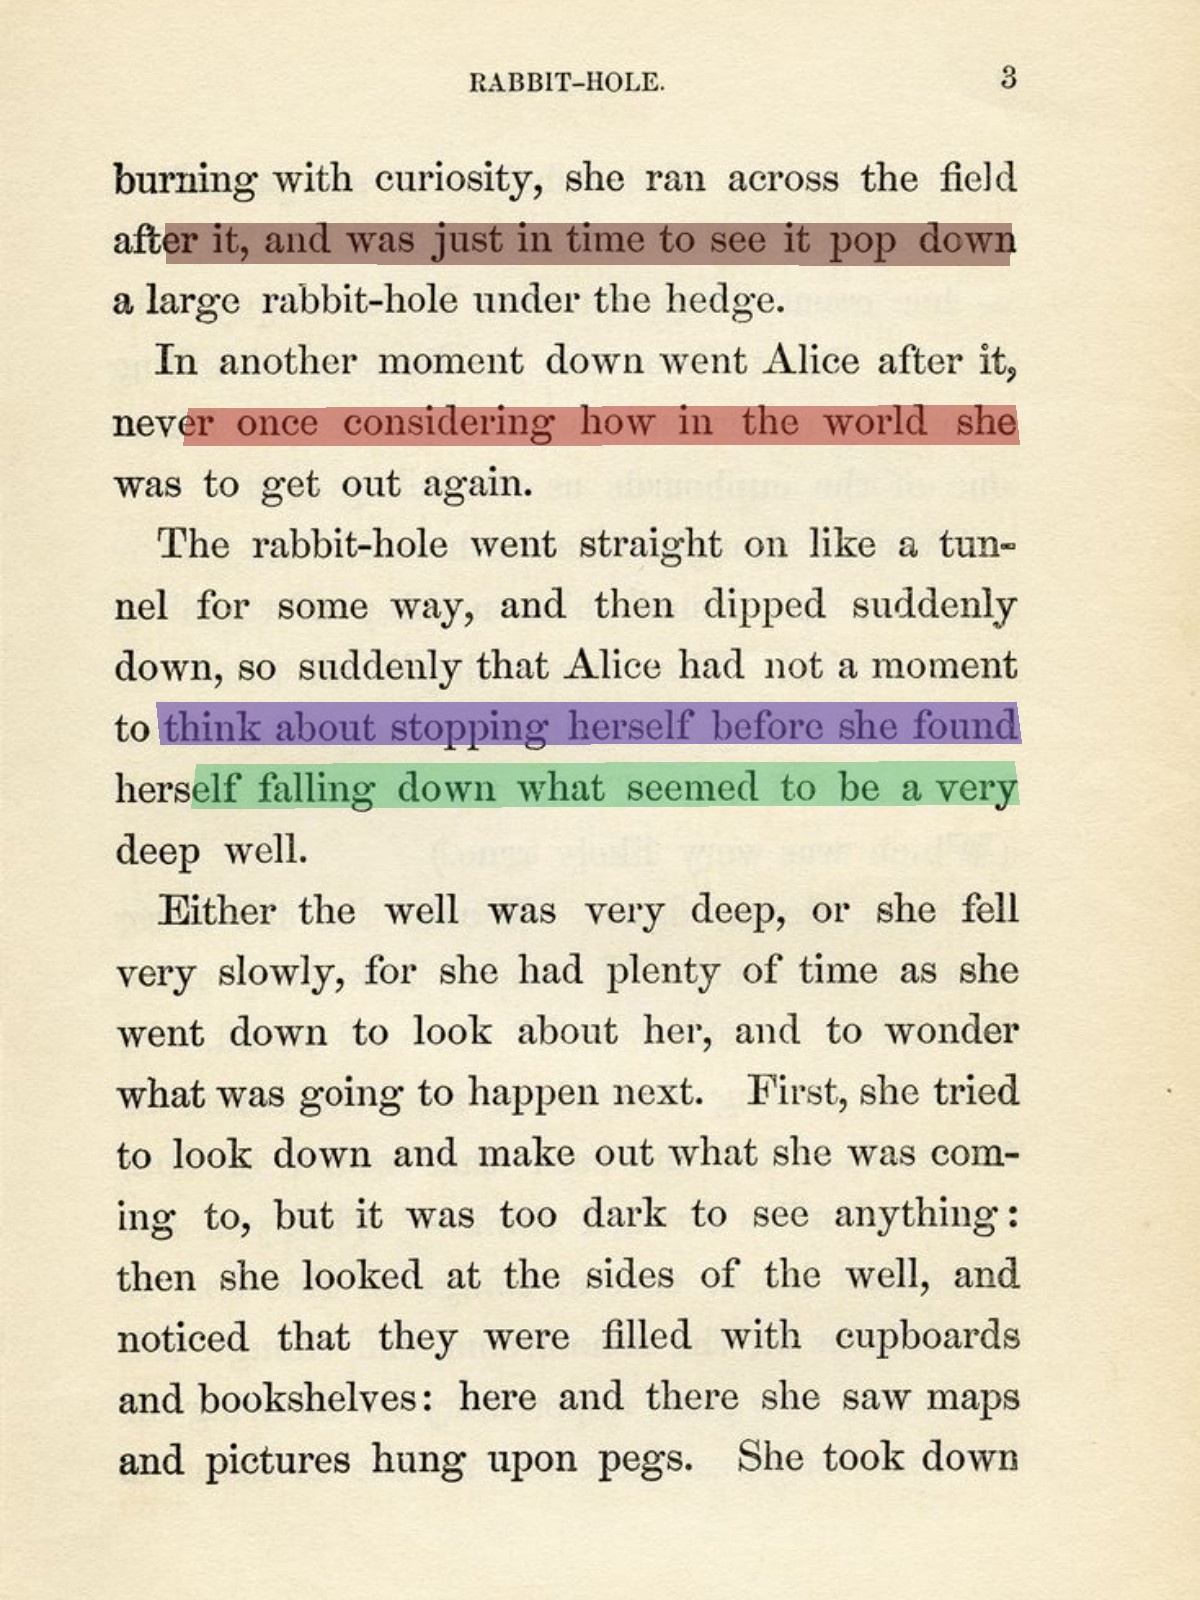 RABBIT-HOLE. 3
burning with curiosity, she ran across the field
after it, and was just in time to see it pop down
a large rabbit-hole under the hedge.
In another moment down went Alice after it,
never once considering how in the world she
was to get out again.
The rabbit-hole went straight on like a tun-
nel for some way, and then dipped suddenly
down, so suddenly that Alice had not a moment
to think about stopping herself before she found
herself falling down what seemed to be a very
deep well.
Either the well was very deep, or she fell
very slowly, for she had plenty of time as she
went down to look about her, and to wonder
what was going to happen next. First, she tried
to look down and make out what she was com-
ing to, but it was too dark to see anything:
then she looked at the sides of the well, and
noticed that they were filled with cupboards
and bookshelves: here and there she saw maps
and pictures hung upon pegs. She took down